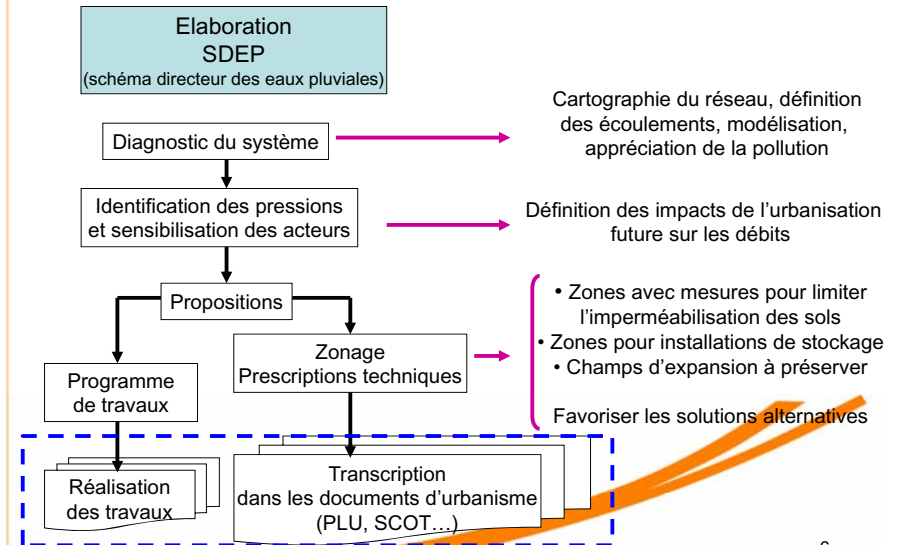 Elaboration
SDEP
(schéma directeur des eaux pluviales)
Diagnostic du système
Cartographie du réseau, définition
des écoulements, modélisation,
appréciation de la pollution
Identification des pressions
et sensibilisation des acteurs
Définition des impacts de l’urbanisation
future sur les débits
Propositions
Programme
de travaux
Zonage
Prescriptions techniques
• Zones avec mesures pour limiter
l’imperméabilisation des sols
• Zones pour installations de stockage
• Champs d’expansion à préserver
Favoriser les solutions alternatives
Réalisation
des travaux
Transcription
dans les documents d’urbanisme
(PLU, SCOT…)